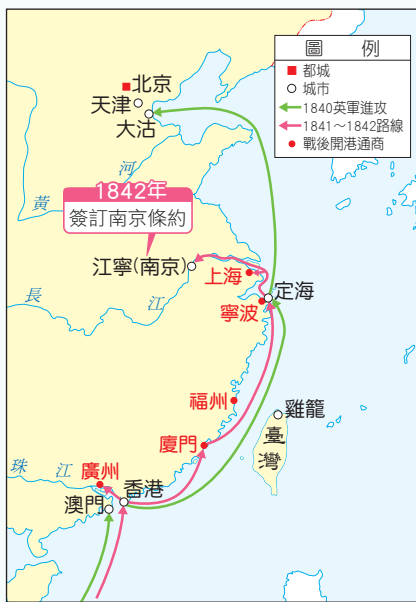 圖例
都城
城市
1840英軍進攻
1841～1842路線
戰後開港通商
北京
天津
大沽
黃河
1842年
簽訂南京條約
江寧(南京)
上海
長江
定海
寧波
福州
雞籠
臺灣
廈門
珠江
廣州
香港
澳門